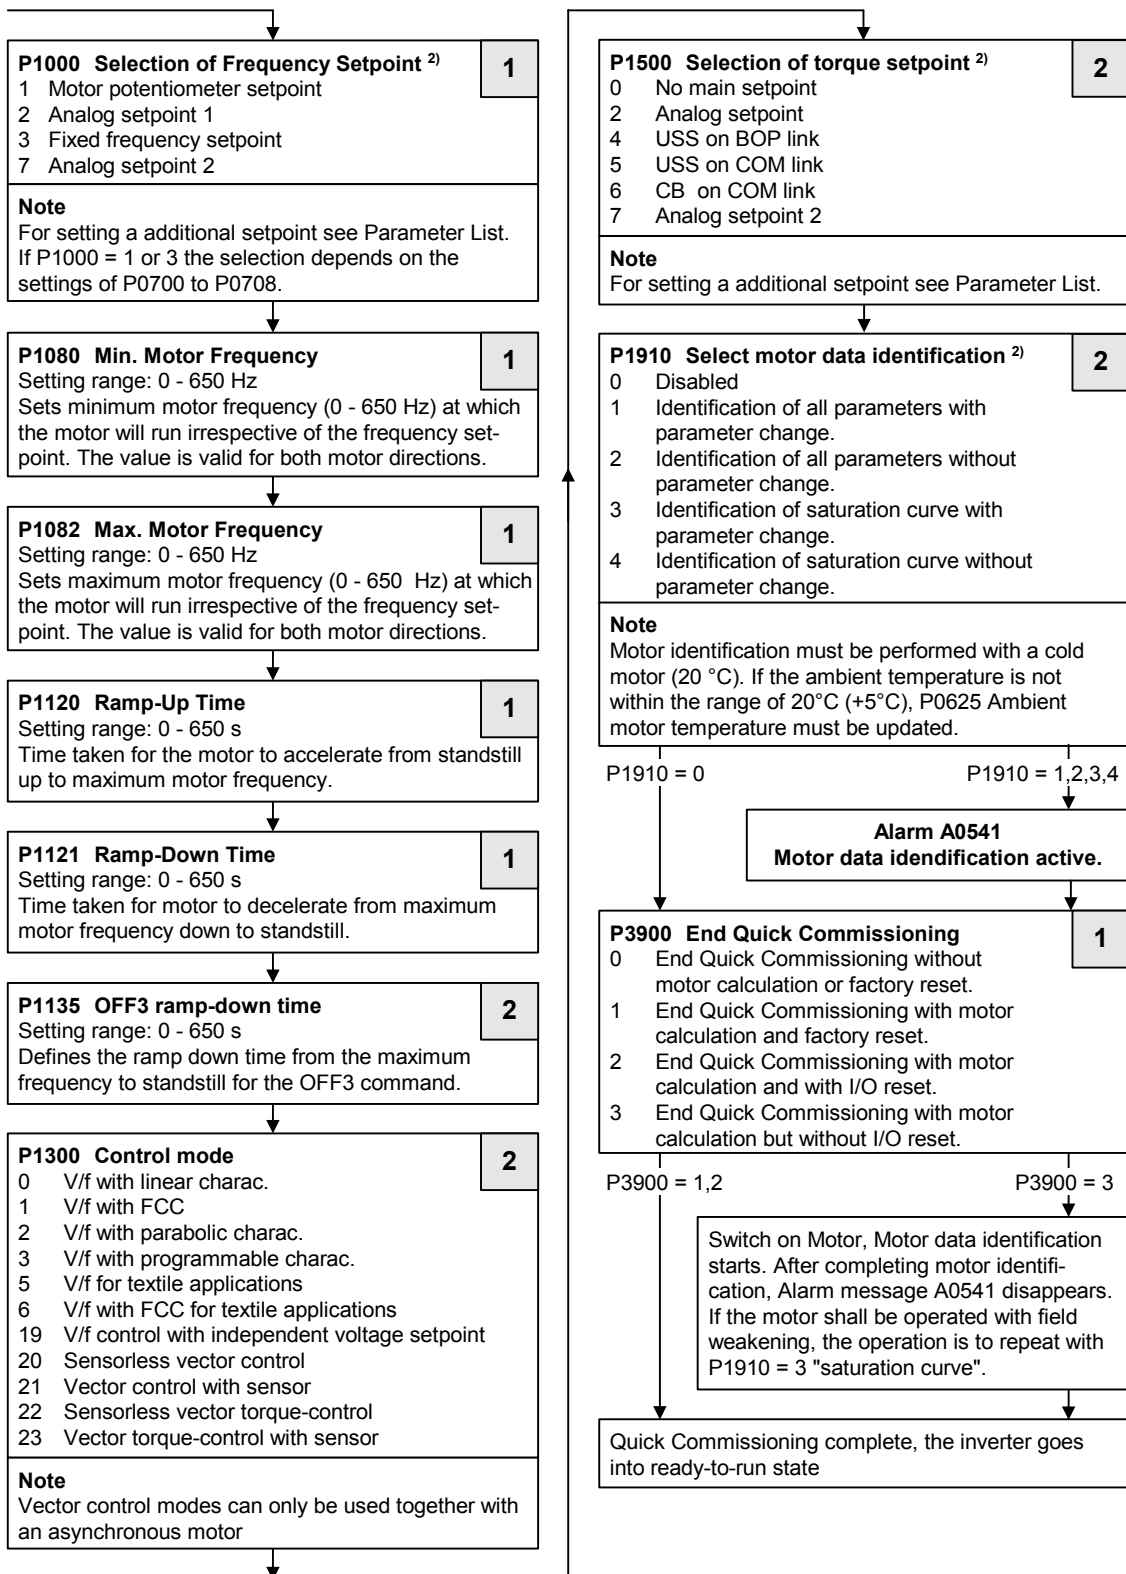 P1000 Selection of Frequency Setpoint 2)
1
1 Motor potentiometer setpoint
2 Analog setpoint 1
3 Fixed frequency setpoint
7 Analog setpoint 2
Note
For setting a additional setpoint see Parameter List.
If P1000 = 1 or 3 the selection depends on the
settings of P0700 to P0708.
P1080 Min. Motor Frequency
1
Setting range: 0 - 650 Hz
Sets minimum motor frequency (0 - 650 Hz) at which
the motor will run irrespective of the frequency set-
point. The value is valid for both motor directions.
P1082 Max. Motor Frequency
1
Setting range: 0 - 650 Hz
Sets maximum motor frequency (0 - 650 Hz) at which
the motor will run irrespective of the frequency set-
point. The value is valid for both motor directions.
P1120 Ramp-Up Time
1
Setting range: 0 - 650 s
Time taken for the motor to accelerate from standstill
up to maximum motor frequency.
P1121 Ramp-Down Time
1
Setting range: 0 - 650 s
Time taken for motor to decelerate from maximum
motor frequency down to standstill.
P1135 OFF3 ramp-down time
2
Setting range: 0 - 650 s
Defines the ramp down time from the maximum
frequency to standstill for the OFF3 command.
P1300 Control mode
2
0 V/f with linear charac.
1 V/f with FCC
2 V/f with parabolic charac.
3 V/f with programmable charac.
5 V/f for textile applications
6 V/f with FCC for textile applications
19 V/f control with independent voltage setpoint
20 Sensorless vector control
21 Vector control with sensor
22 Sensorless vector torque-control
23 Vector torque-control with sensor
Note
Vector control modes can only be used together with
an asynchronous motor
P1500 Selection of torque setpoint 2)
2
0 No main setpoint
2 Analog setpoint
4 USS on BOP link
5 USS on COM link
6 CB on COM link
7 Analog setpoint 2
Note
For setting a additional setpoint see Parameter List.
P1910 Select motor data identification 2)
2
0 Disabled
1 Identification of all parameters with
parameter change.
2 Identification of all parameters without
parameter change.
3 Identification of saturation curve with
parameter change.
4 Identification of saturation curve without
parameter change.
Note
Motor identification must be performed with a cold
motor (20 °C). If the ambient temperature is not
within the range of 20°C (+5°C), P0625 Ambient
motor temperature must be updated.
P1910 = 0
P1910 = 1,2,3,4
Alarm A0541
Motor data idendification active.
P3900 End Quick Commissioning
1
0 End Quick Commissioning without
motor calculation or factory reset.
1 End Quick Commissioning with motor
calculation and factory reset.
2 End Quick Commissioning with motor
calculation and with I/O reset.
3 End Quick Commissioning with motor
calculation but without I/O reset.
P3900 = 1,2
P3900 = 3
Switch on Motor, Motor data identification
starts. After completing motor identifi-
cation, Alarm message A0541 disappears.
If the motor shall be operated with field
weakening, the operation is to repeat with
P1910 = 3 "saturation curve".
Quick Commissioning complete, the inverter goes
into ready-to-run state